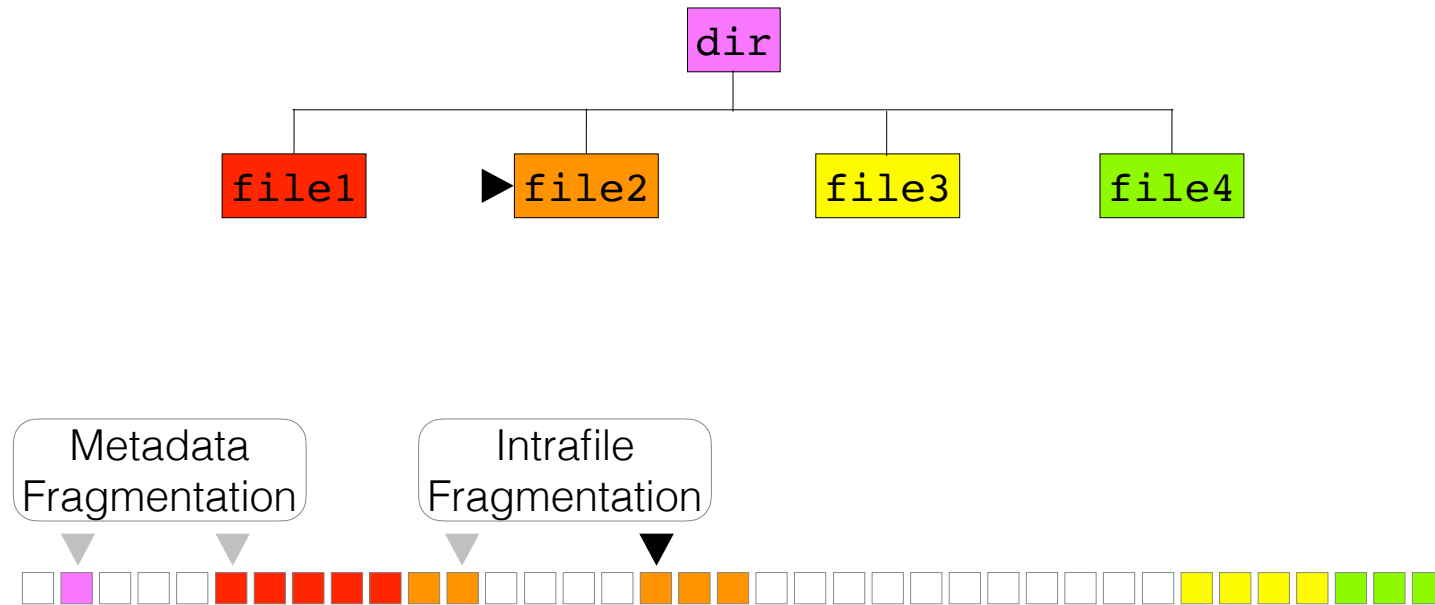 dir
file1
file2
file3
file4
Metadata
Fragmentation
Intrafile
Fragmentation